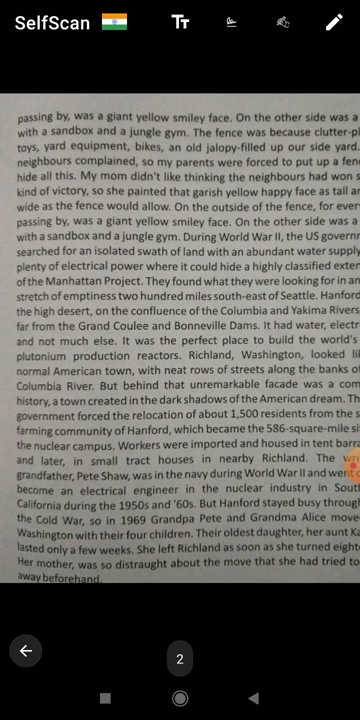 SelfScan
passing by, was a giant yellow smiley face. On the other side was a
with a sandbox and a jungle gym. The fence was because clutter-pl
toys, yard equipment, bikes, an old jalopy-filled up our side yard.
neighbours complained, so my parents were forced to put up a fen
hide all this. My mom didn't like thinking the neighbours had won s
kind of victory, so she painted that garish yellow happy face as tall ar
wide as the fence would allow. On the outside of the fence, for ever
passing by, was a giant yellow smiley face. On the other side was a
with a sandbox and a jungle gym. During World War II, the US governr
searched for an isolated swath of land with an abundant water supply
plenty of electrical power where it could hide a highly classified exter
of the Manhattan Project. They found what they were looking for in an
stretch of emptiness two hundred miles south-east of Seattle. Hanford
the high desert, on the confluence of the Columbia and Yakima Rivers
far from the Grand Coulee and Bonneville Dams. It had water, electr
and not much else. It was the perfect place to build the world's
plutonium production reactors. Richland, Washington, looked lil
normal American town, with neat rows of streets along the banks of
Columbia River. But behind that unremarkable facade was a com
history, a town created in the dark shadows of the American dream. Th
government forced the relocation of about 1,500 residents from the s
farming community of Hanford, which became the 586-square-mile si
the nuclear campus. Workers were imported and housed in tent barra
and later, in small tract houses in nearby Richland. The wri
grandfather, Pete Shaw, was in the navy during World War II and went
become an electrical engineer in the nuclear industry in Sout
California during the 1950s and '60s. But Hanford stayed busy through
the Cold War, so in 1969 Grandpa Pete and Grandma Alice move
Washington with their four children. Their oldest daughter, her aunt Ka
lasted only a few weeks. She left Richland as soon as she turned eight
Her mother, was so distraught about the move that she had tried to
away beforehand.
2